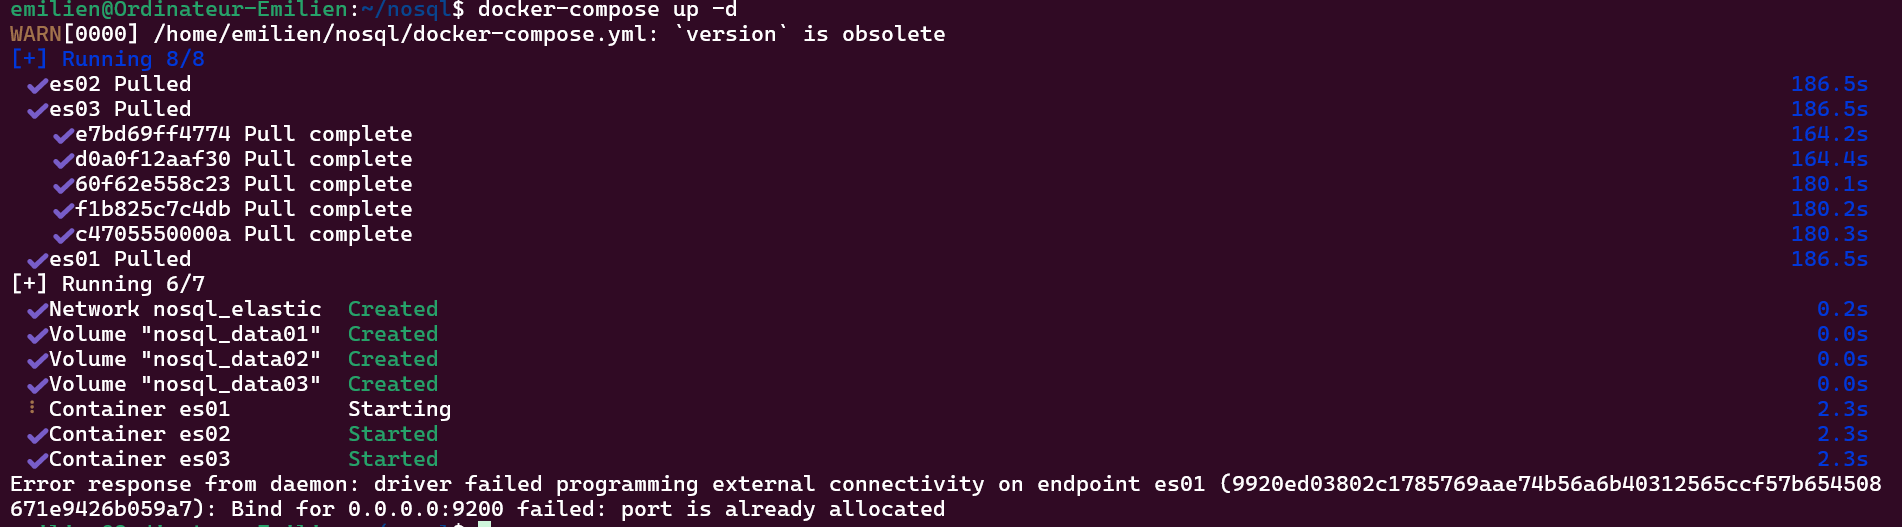 emilien@Ordinateur-Emilien:~/nosql$ docker-compose up -d
WARN[0000] /home/emilien/nosql/docker-compose.yml: `version` is obsolete
[+] Running 8/8
✔es02 Pulled 186.5s
✔es03 Pulled 186.5s
✔e7bd69ff4774 Pull complete 164.2s
✔d0a0f12aaf30 Pull complete 164.4s
✔60f62e558c23 Pull complete 180.1s
✔f1b825c7c4db Pull complete 180.2s
✔c4705550000a Pull complete 180.3s
✔es01 Pulled 186.5s
[+] Running 6/7
✔Network nosql_elastic Created 0.2s
✔Volume "nosql_data01" Created 0.0s
✔Volume "nosql_data02" Created 0.0s
✔Volume "nosql_data03" Created 0.0s
⠸ Container es01 Starting 2.3s
✔Container es02 Started 2.3s
✔Container es03 Started 2.3s
Error response from daemon: driver failed programming external connectivity on endpoint es01 (9920ed03802c1785769aae74b56a6b40312565ccf57b654508
671e9426b059a7): Bind for 0.0.0.0:9200 failed: port is already allocated